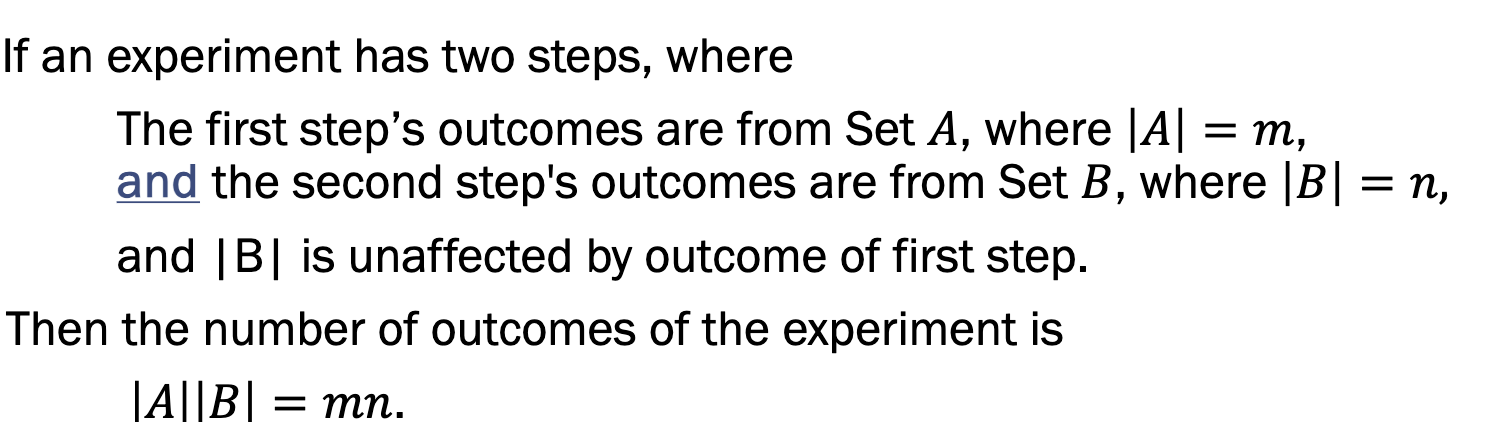 If an experiment has two steps, where
The first step’s outcomes are from Set A, where |A| = m,
and the second step's outcomes are from Set B, where |B| = n,
and |B| is unaffected by outcome of first step.
Then the number of outcomes of the experiment is
|A||B| = mn.